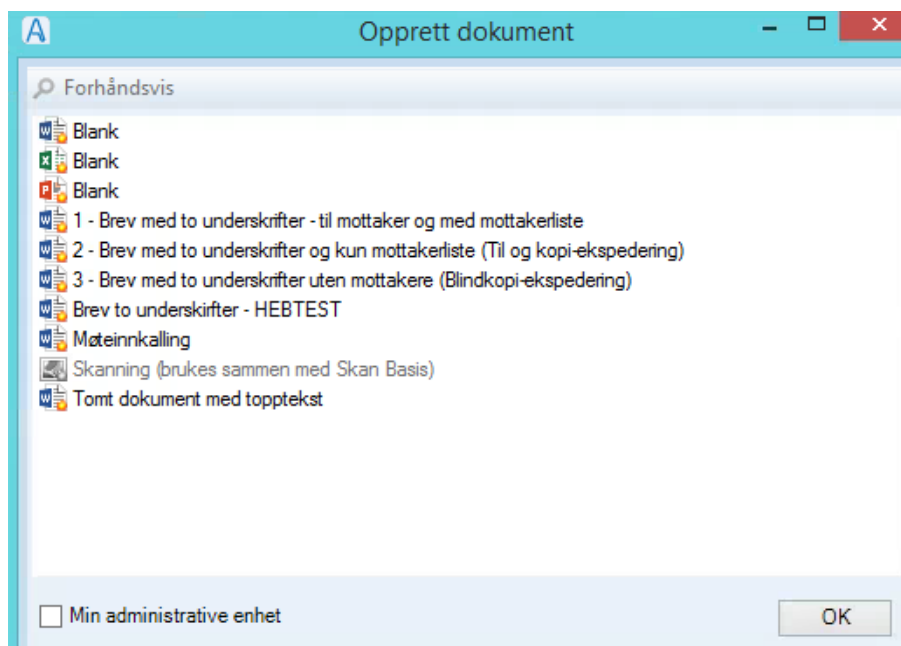 Opprett dokument
Forhåndsvis
Blank
Blank
Blank
1 - Brev med to underskrifter - til mottaker og med mottakerliste
2 - Brev med to underskrifter og kun mottakerliste (Til og kopi-ekspedering)
3 - Brev med to underskrifter uten mottakere (Blindkopi-ekspedering)
Brev to underskirfter - HEBTEST
Møteinnkalling
Skanning (brukes sammen med Skan Basis)
Tomt dokument med topptekst
Min administrative enhet
OK